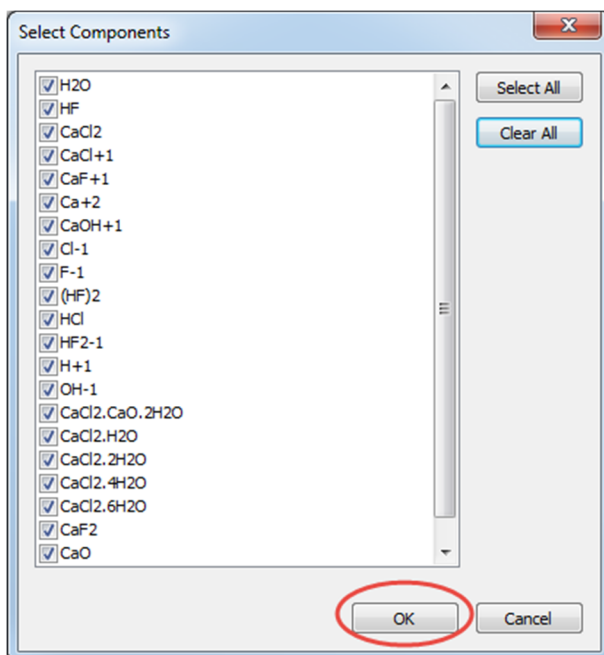 Select Components
H2O
HF
CaCl2
CaCl+1
CaF+1
Ca+2
CaOH+1
Cl-1
F-1
(HF)2
HCl
HF2-1
H+1
OH-1
CaCl2.CaO.2H2O
CaCl2.H2O
CaCl2.2H2O
CaCl2.4H2O
CaCl2.6H2O
CaF2
CaO
Select All
Clear All
OK
Cancel